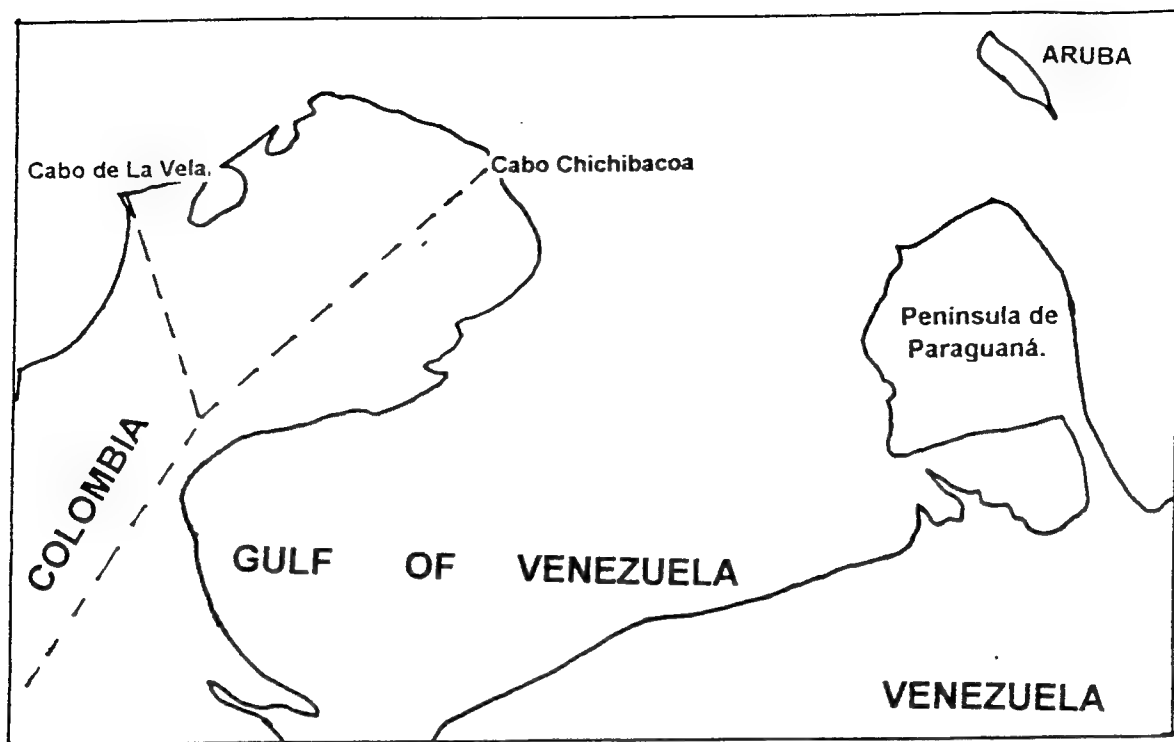 ARUBA
Cabo de La Vela.
Cabo Chichibacoa
Peninsula de
Paraguaná.
COLOMBIA
GULF OF VENEZUELA
VENEZUELA